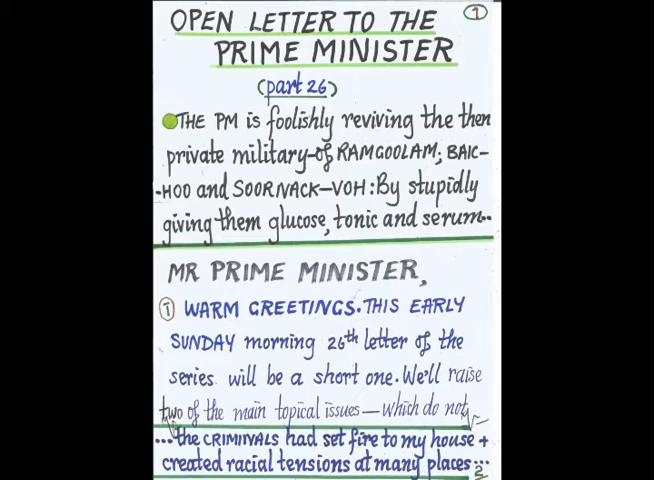 OPEN LETTER TO THE 1
PRIME MINISTER
(part 26)
THE PM is foolishly reviving the then
private military-of RAMGOOLAM; BAIC-
-HOO and SOORNACK-VOH: By stupidly
giving them glucose, tonic and serum..
MR PRIME MINISTER,
1 WARM GREETINGS. THIS EARLY
SUNDAY morning 26th letter of the
series will be a short one. We'll raise
two of the main topical issues — which do not
...the CRIMINALS had set fire to my house +
created racial tensions at many places...
2